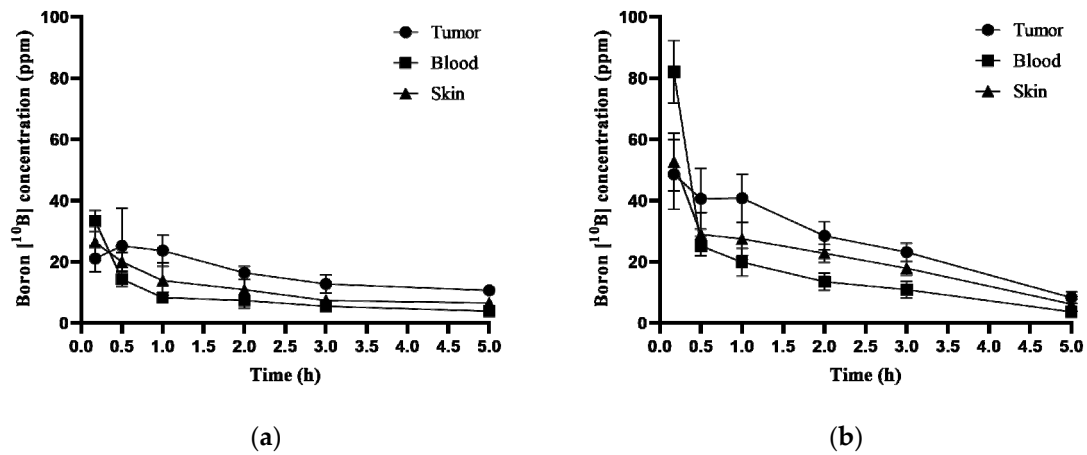 100
80
60
40
20
0
Boron [¹⁰B] concentration (ppm)
Tumor
Blood
Skin
0.0 0.5 1.0 1.5 2.0 2.5 3.0 3.5 4.0 4.5 5.0
Time (h)
(a)
100
80
60
40
20
0
Boron [¹⁰B] concentration (ppm)
Tumor
Blood
Skin
0.0 0.5 1.0 1.5 2.0 2.5 3.0 3.5 4.0 4.5 5.0
Time (h)
(b)